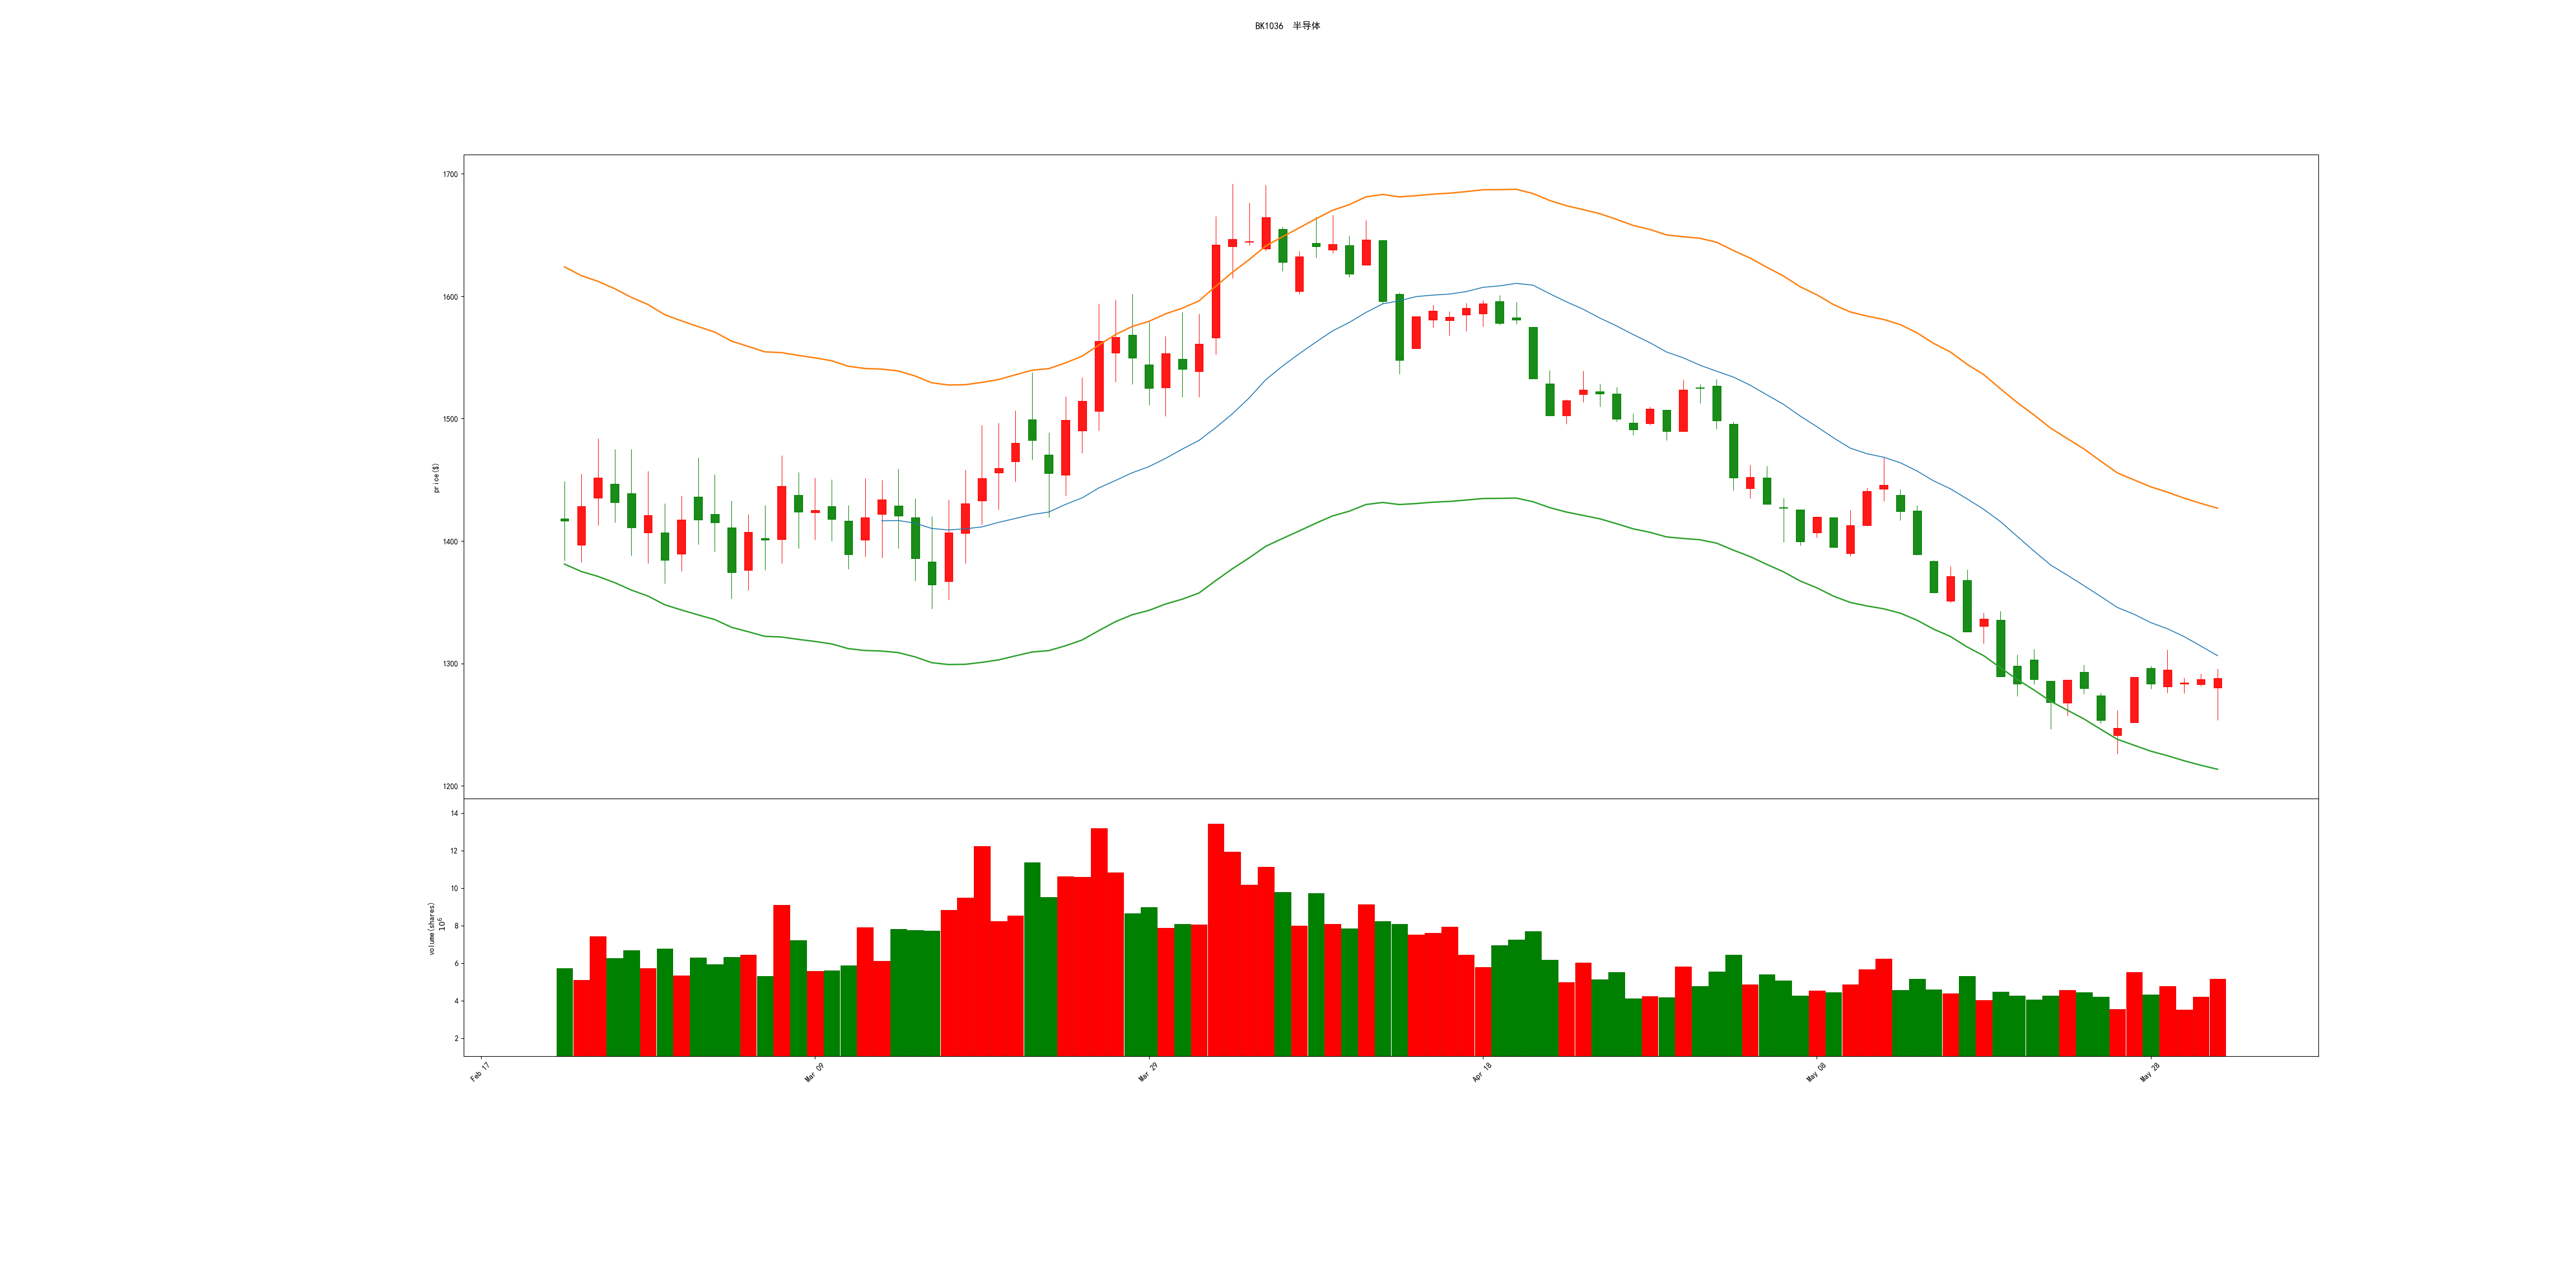 BK1036 半导体
price($)
1700
1600
1500
1400
1300
1200
volume(shares)
10^6
14
12
10
8
6
4
2
Feb 17
Mar 09
Mar 29
Apr 18
May 08
May 28